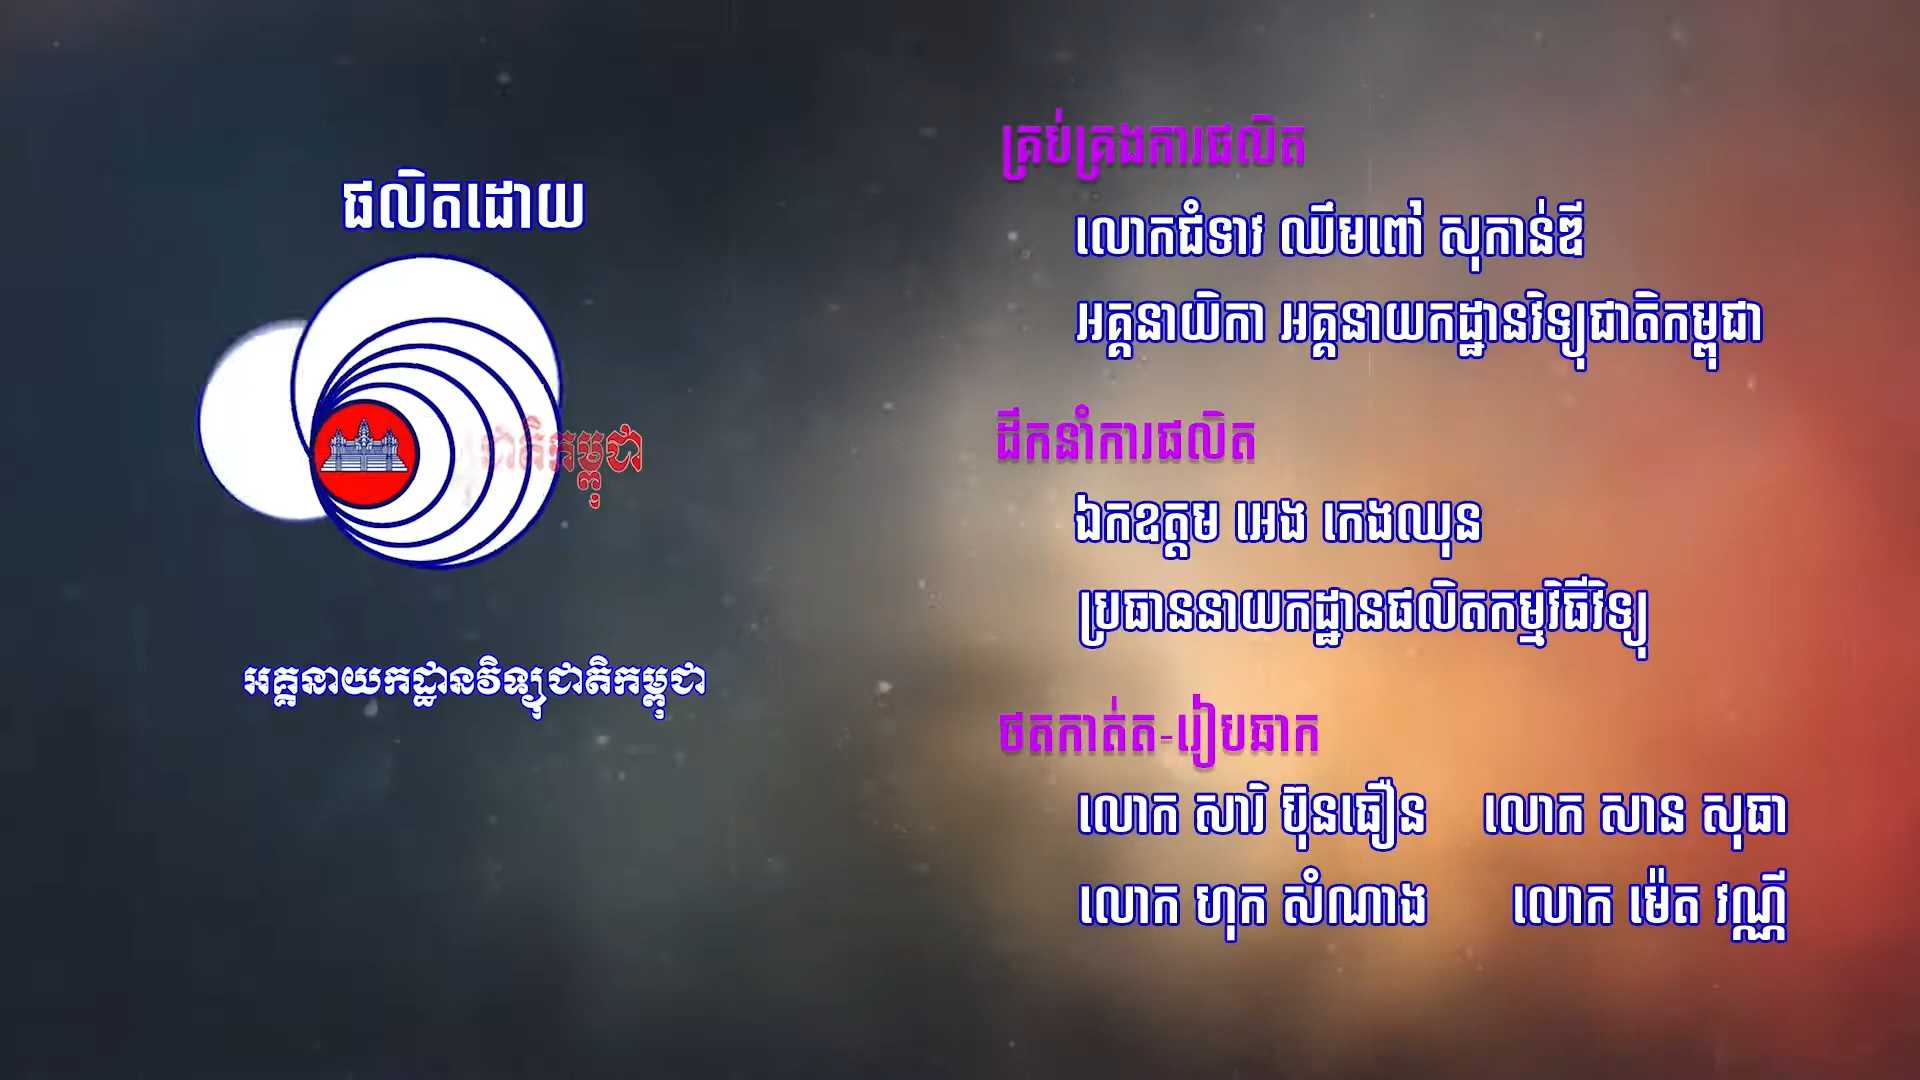 ផលិតដោយ
ជាតិកម្ពុជា
អគ្គនាយកដ្ឋានវិទ្យុជាតិកម្ពុជា
គ្រប់គ្រងការផលិត
លោកជំទាវ ឈឹមពៅ សុកាន់ឌី
អគ្គនាយិកា អគ្គនាយកដ្ឋានវិទ្យុជាតិកម្ពុជា
ដឹកនាំការផលិត
ឯកឧត្តម អេង កេងឈុន
ប្រធាននាយកដ្ឋានផលិតកម្មវិធីវិទ្យុ
ថតកាត់ត-រៀបឆាក
លោក សារិ ប៊ុនធឿន លោក សាន សុធា
លោក ហុក សំណាង លោក ម៉េត វណ្ណី